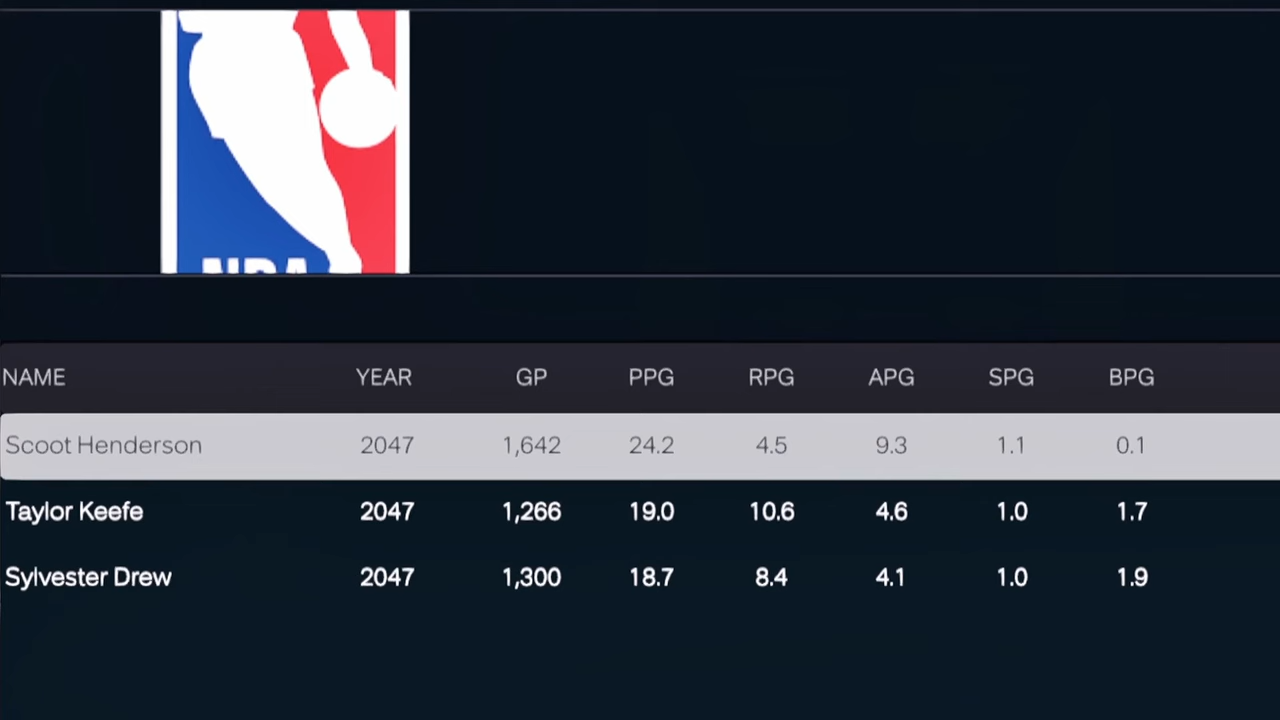 NBA
NAME YEAR GP PPG RPG APG SPG BPG
Scoot Henderson 2047 1,642 24.2 4.5 9.3 1.1 0.1
Taylor Keefe 2047 1,266 19.0 10.6 4.6 1.0 1.7
Sylvester Drew 2047 1,300 18.7 8.4 4.1 1.0 1.9